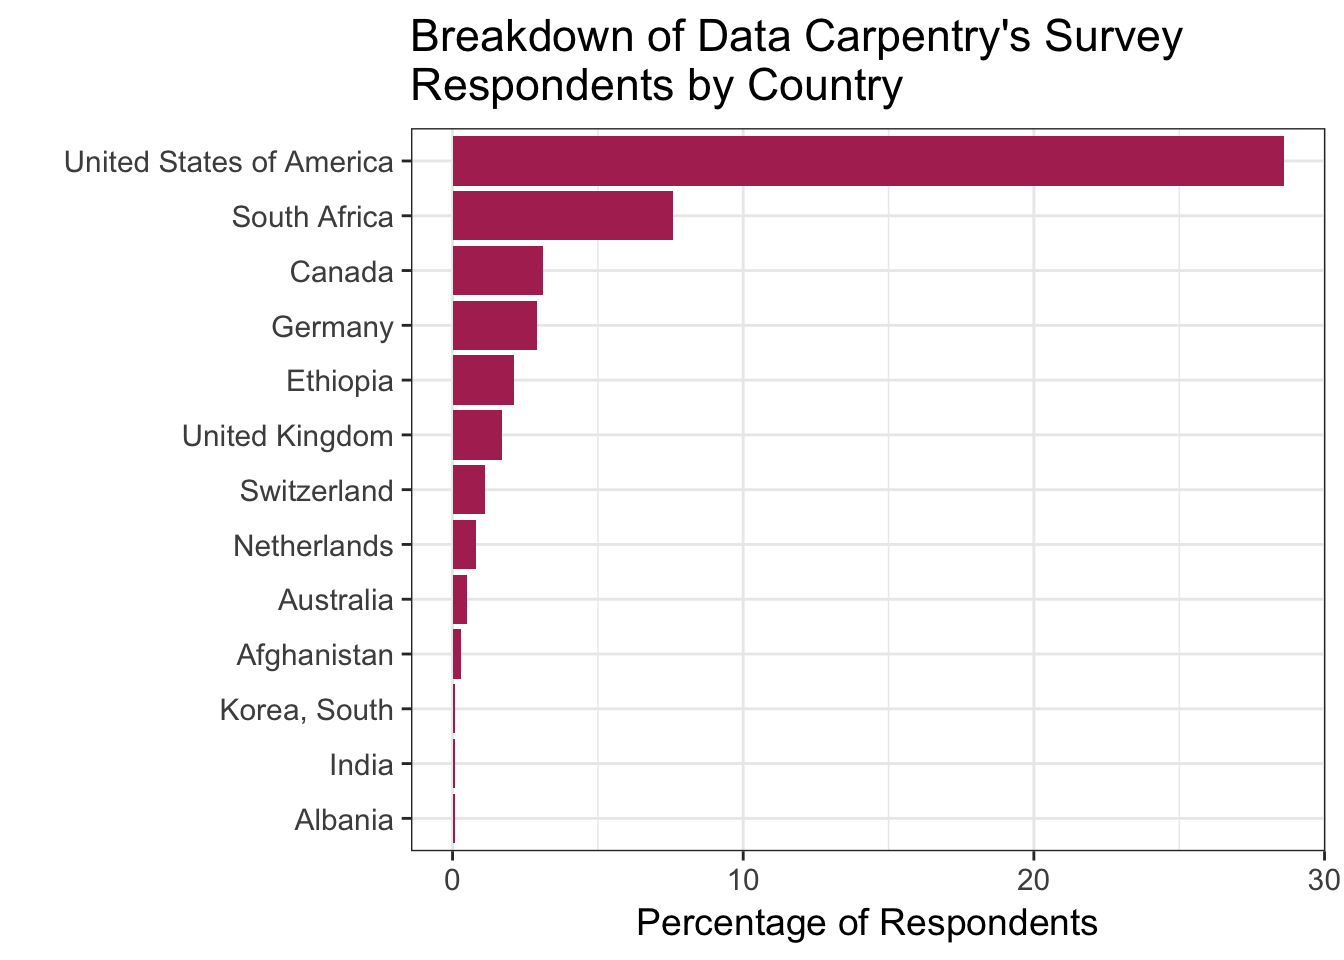 Breakdown of Data Carpentry's Survey
Respondents by Country
United States of America
South Africa
Canada
Germany
Ethiopia
United Kingdom
Switzerland
Netherlands
Australia
Afghanistan
Korea, South
India
Albania
0 10 20 30
Percentage of Respondents